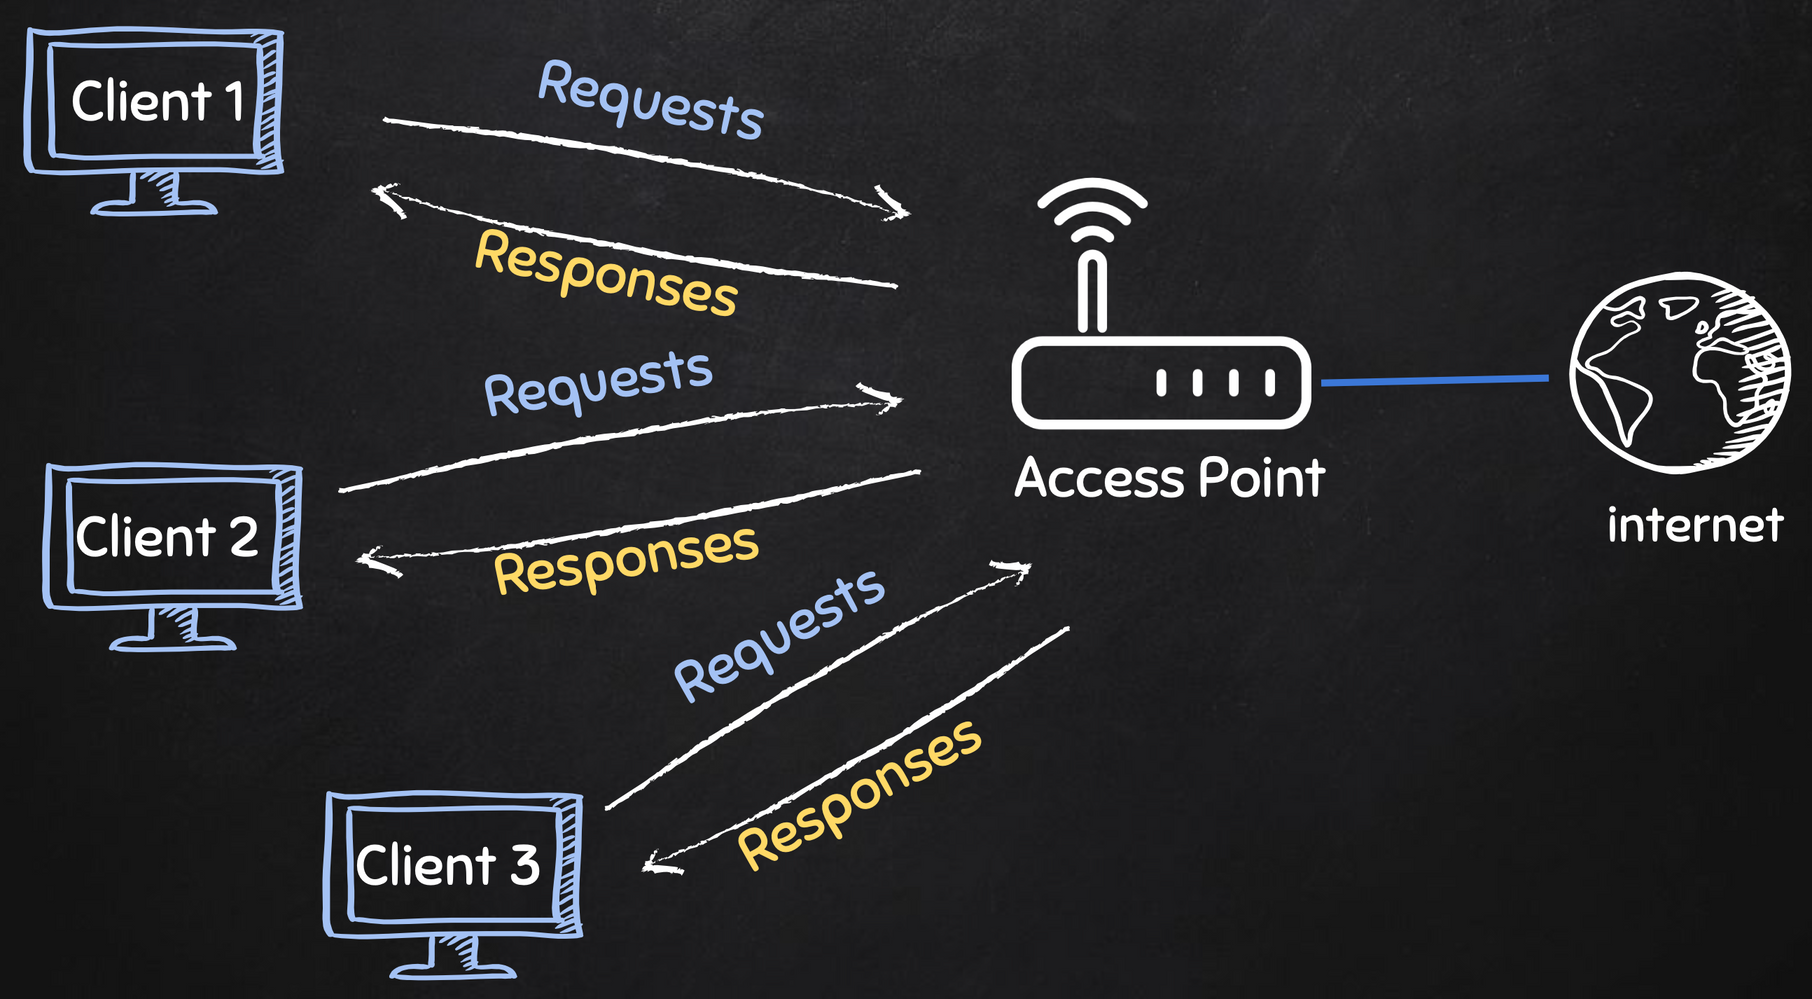 Client 1
Requests
Responses
Requests
Access Point
internet
Client 2
Responses
Requests
Responses
Client 3